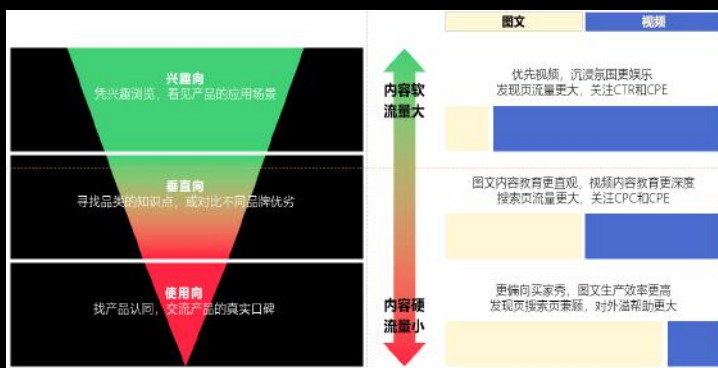 图文
视频
兴趣向
凭兴趣浏览，看见产品的应用场景
内容软
流量大
优先视频，沉浸氛围更娱乐
发现页流量更大，关注CTR和CPE
垂直向
寻找品类的知识点，或对比不同品牌优劣
图文内容教育更直观，视频内容教育更深度
搜索页流量更大，关注CPC和CPE
使用向
找产品认同，交流产品的真实口碑
内容硬
流量小
更偏向买家秀，图文生产效率更高
发现页搜索页兼顾，对外溢帮助更大